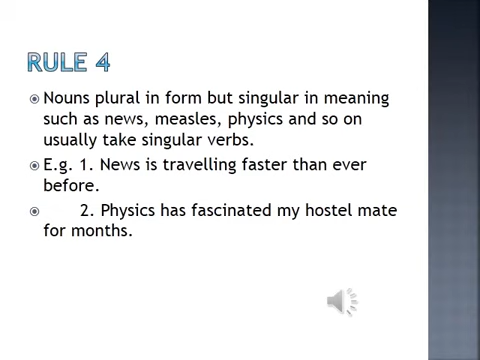 RULE 4
Nouns plural in form but singular in meaning
such as news, measles, physics and so on
usually take singular verbs.
E.g. 1. News is travelling faster than ever
before.
2. Physics has fascinated my hostel mate
for months.